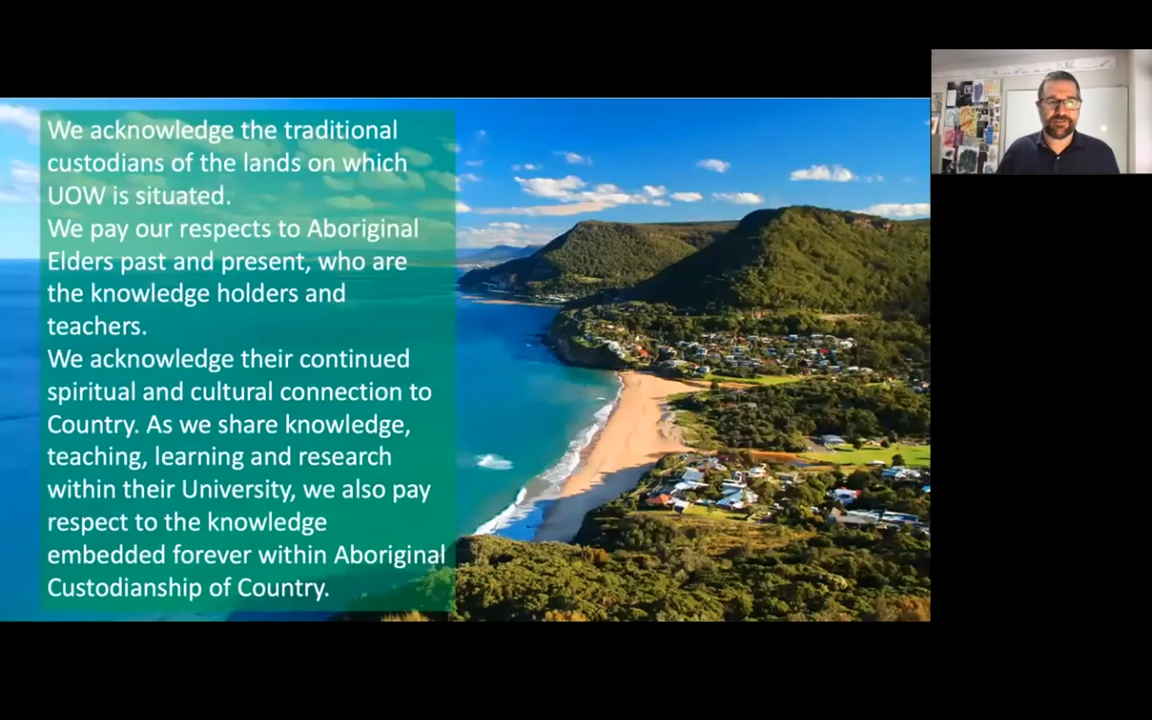 We acknowledge the traditional
custodians of the lands on which
UOW is situated.
We pay our respects to Aboriginal
Elders past and present, who are
the knowledge holders and
teachers.
We acknowledge their continued
spiritual and cultural connection to
Country. As we share knowledge,
teaching, learning and research
within their University, we also pay
respect to the knowledge
embedded forever within Aboriginal
Custodianship of Country.